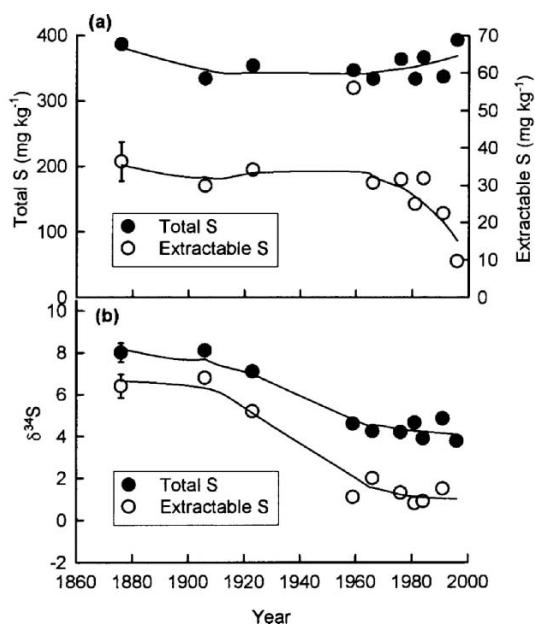 (a)
400
300
200
100
0
Total S (mg kg⁻¹)
70
60
50
40
30
20
10
0
Extractable S (mg kg⁻¹)
Total S
Extractable S
(b)
8
6
4
2
0
-2
δ³⁴S
Total S
Extractable S
1860 1880 1900 1920 1940 1960 1980 2000
Year